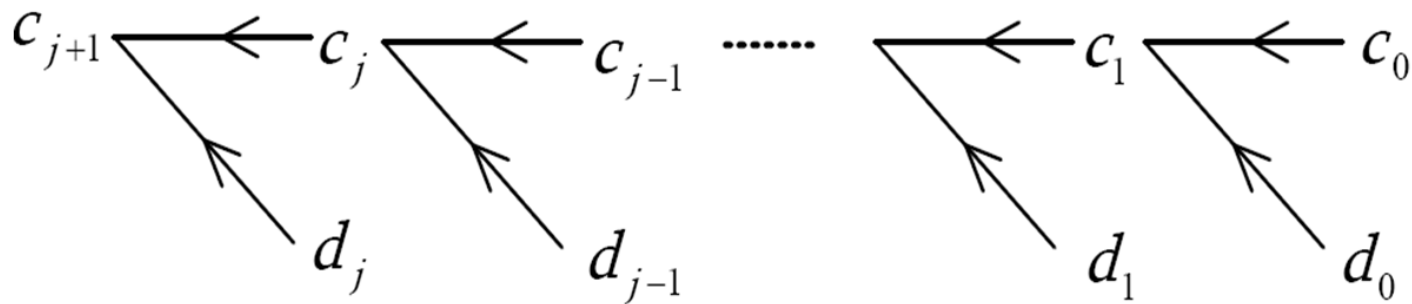 c_{j+1} c_j c_{j-1} ........ c_1 c_0
d_j d_{j-1} d_1 d_0